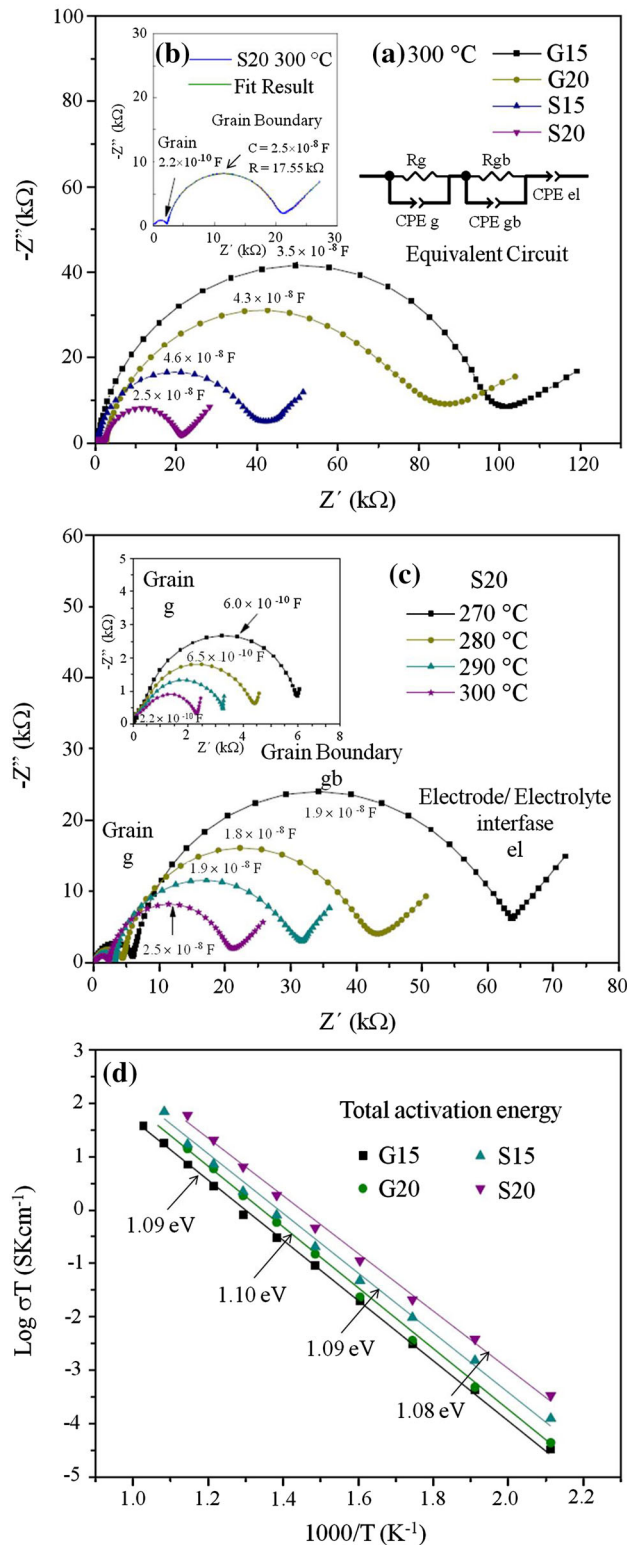 100
80
60
40
20
0
-Z” (kΩ)
(a) 300 °C
G15
G20
S15
S20
Rg
Rgb
CPE el
CPE g
CPE gb
Equivalent Circuit
(b)
S20 300 °C
Fit Result
Grain Boundary
Grain
2.2×10⁻¹⁰ F
C = 2.5×10⁻⁸ F
R = 17.55 kΩ
-Z” (kΩ)
20
10
0
0 10 20 30
Z´ (kΩ)
3.5 × 10⁻⁸ F
4.3 × 10⁻⁸ F
4.6 × 10⁻⁸ F
2.5 × 10⁻⁸ F
0 20 40 60 80 100 120
Z´ (kΩ)
60
50
40
30
20
10
0
-Z” (kΩ)
(c)
S20
270 °C
280 °C
290 °C
300 °C
5
4
3
2
1
0
-Z” (kΩ)
Grain
g
6.0 × 10⁻¹⁰ F
6.5 × 10⁻¹⁰ F
2.2×10⁻¹⁰ F
0 2 4 6 8
Z´ (kΩ)
Grain Boundary
gb
Electrode/ Electrolyte
interfase
el
Grain
g
1.9 × 10⁻⁸ F
1.8 × 10⁻⁸ F
1.9 × 10⁻⁸ F
2.5 × 10⁻⁸ F
0 10 20 30 40 50 60 70 80
Z´ (kΩ)
(d)
3
2
1
0
-1
-2
-3
-4
-5
Log σT (SKcm⁻¹)
Total activation energy
G15
S15
G20
S20
1.09 eV
1.10 eV
1.09 eV
1.08 eV
1.0 1.2 1.4 1.6 1.8 2.0 2.2
1000/T (K⁻¹)